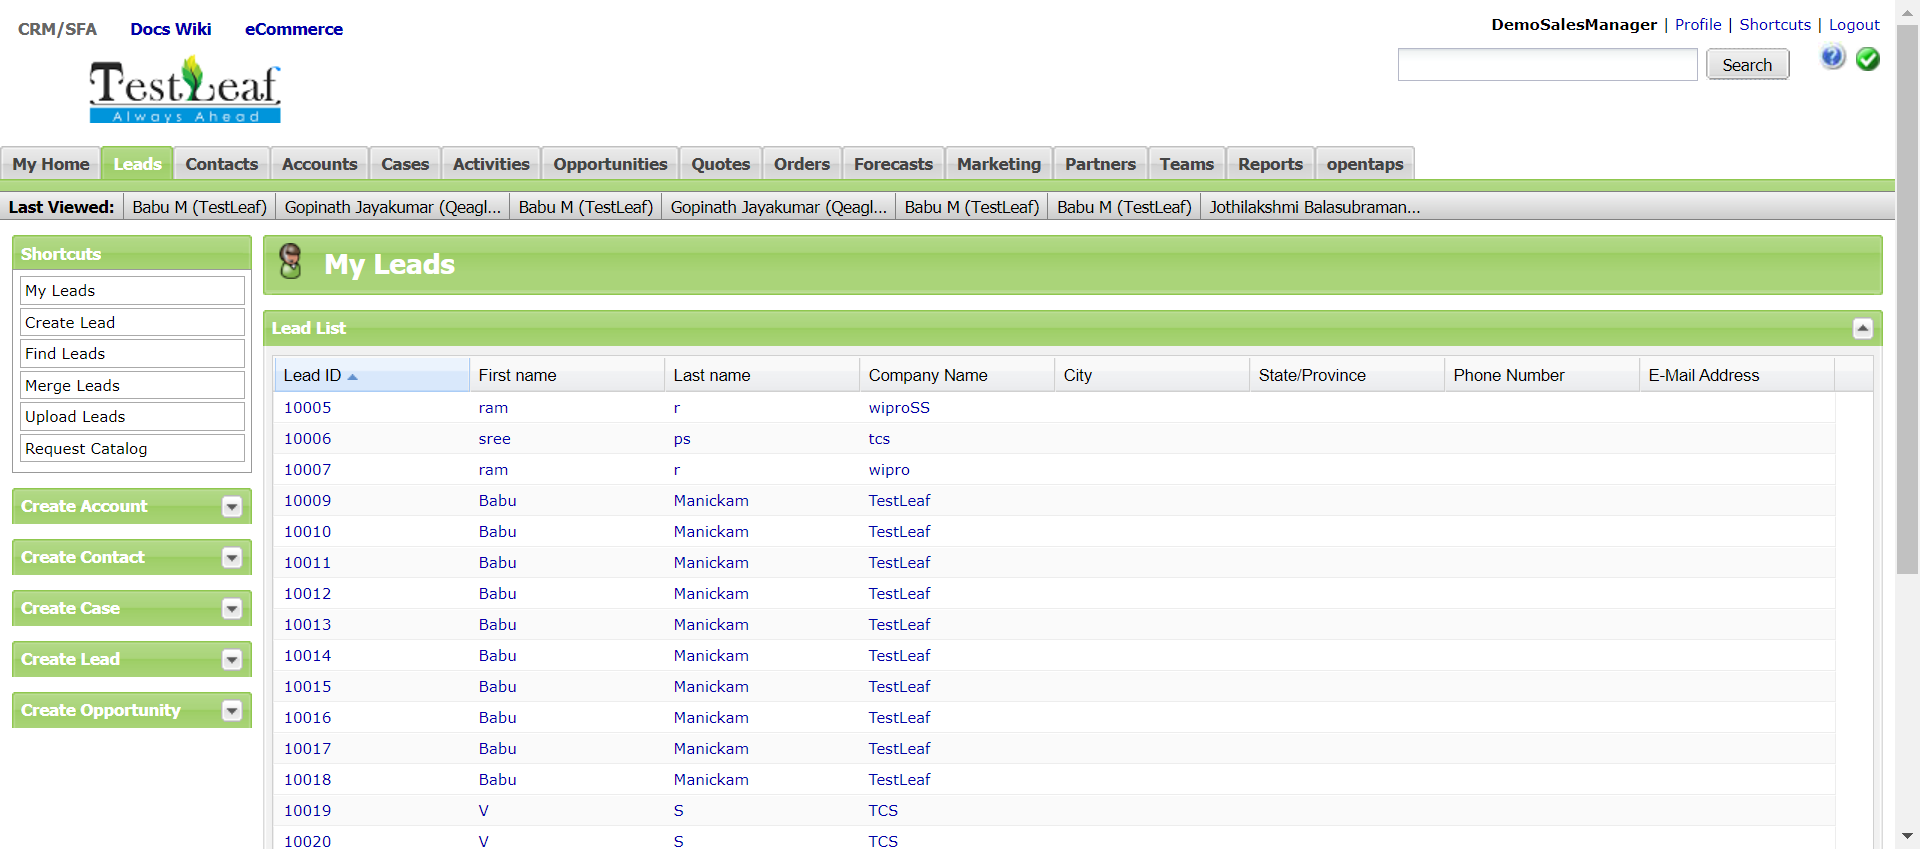 CRM/SFA Docs Wiki eCommerce
DemoSalesManager | Profile | Shortcuts | Logout
Search
TestLeaf
Always Ahead
My Home Leads Contacts Accounts Cases Activities Opportunities Quotes Orders Forecasts Marketing Partners Teams Reports opentaps
Last Viewed: Babu M (TestLeaf) Gopinath Jayakumar (Qeagl... Babu M (TestLeaf) Gopinath Jayakumar (Qeagl... Babu M (TestLeaf) Babu M (TestLeaf) Jothilakshmi Balasubraman...
Shortcuts
My Leads
Create Lead
Find Leads
Merge Leads
Upload Leads
Request Catalog
Create Account
Create Contact
Create Case
Create Lead
Create Opportunity
My Leads
Lead List
Lead ID First name Last name Company Name City State/Province Phone Number E-Mail Address
10005 ram r wiproSS
10006 sree ps tcs
10007 ram r wipro
10009 Babu Manickam TestLeaf
10010 Babu Manickam TestLeaf
10011 Babu Manickam TestLeaf
10012 Babu Manickam TestLeaf
10013 Babu Manickam TestLeaf
10014 Babu Manickam TestLeaf
10015 Babu Manickam TestLeaf
10016 Babu Manickam TestLeaf
10017 Babu Manickam TestLeaf
10018 Babu Manickam TestLeaf
10019 V S TCS
10020 V S TCS